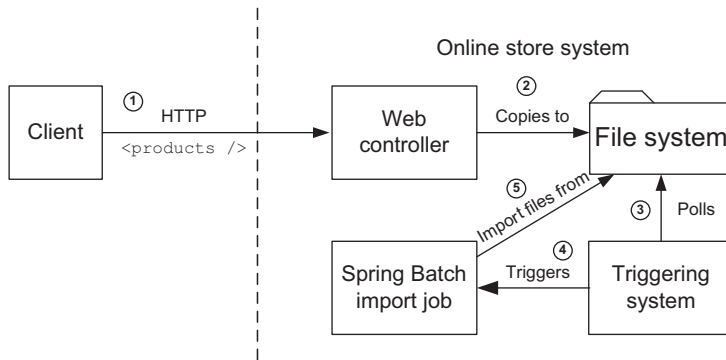 Online store system
Client
1
HTTP
<products />
Web
controller
2
Copies to
File system
5
Import files from
3
Polls
4
Triggers
Spring Batch
import job
Triggering
system